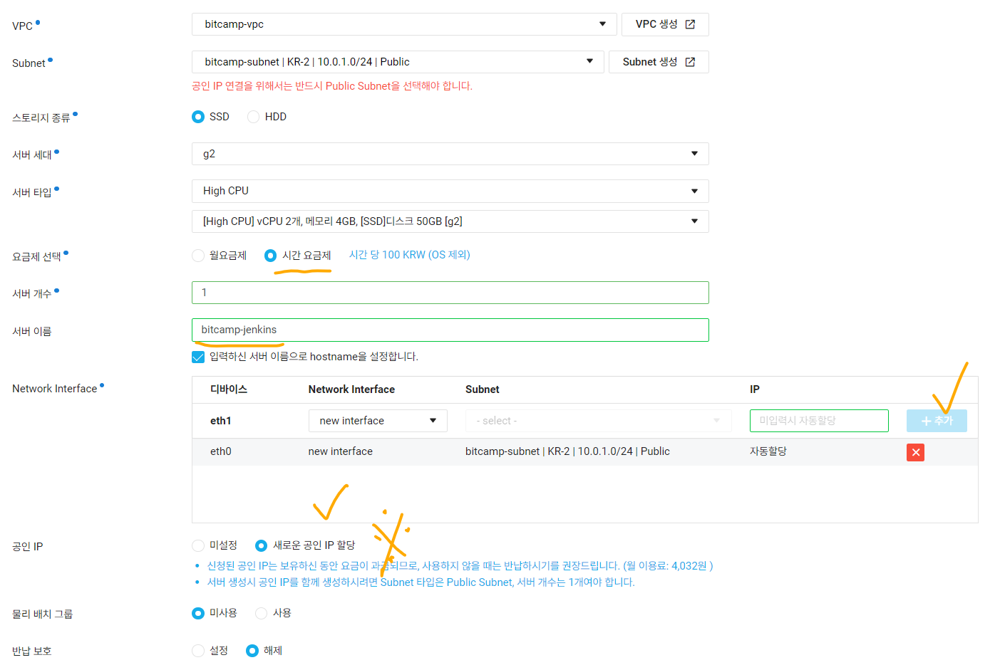 VPC bitcamp-vpc VPC 생성
Subnet bitcamp-subnet | KR-2 | 10.0.1.0/24 | Public Subnet 생성
공인 IP 연결을 위해서는 반드시 Public Subnet을 선택해야 합니다.
스토리지 종류 SSD HDD
서버 세대 g2
서버 타입 High CPU
[High CPU] vCPU 2개, 메모리 4GB, [SSD]디스크 50GB [g2]
요금제 선택 월요금제 시간 요금제 시간 당 100 KRW (OS 제외)
서버 개수 1
서버 이름 bitcamp-jenkins
입력하신 서버 이름으로 hostname을 설정합니다.
Network Interface 디바이스 Network Interface Subnet IP
eth1 new interface - select - 미입력시 자동할당 + 추가
eth0 new interface bitcamp-subnet | KR-2 | 10.0.1.0/24 | Public 자동할당
공인 IP 미설정 새로운 공인 IP 할당
• 신청된 공인 IP는 보유하신 동안 요금이 과금되므로, 사용하지 않을 때는 반납하시기를 권장드립니다. (월 이용료: 4,032원 )
• 서버 생성시 공인 IP를 함께 생성하시려면 Subnet 타입은 Public Subnet, 서버 개수는 1개여야 합니다.
물리 배치 그룹 미사용 사용
반납 보호 설정 해제